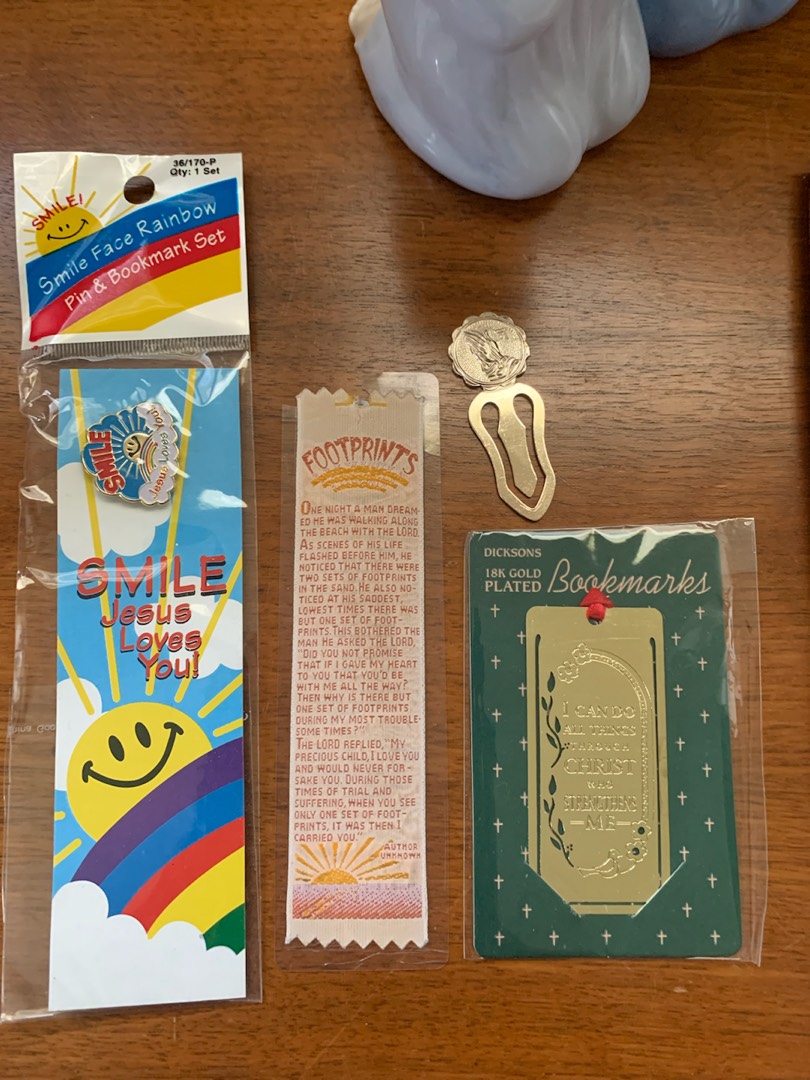 36/170-P
Qty: 1 Set
SMILE!
Smile Face Rainbow
Pin & Bookmark Set
SMILE
Jesus Loves You!
SMILE
Jesus
Loves
You!
FOOTPRINTS
ONE NIGHT A MAN DREAM-
ED HE WAS WALKING ALONG
THE BEACH WITH THE LORD.
AS SCENES OF HIS LIFE
FLASHED BEFORE HIM, HE
NOTICED THAT THERE WERE
TWO SETS OF FOOTPRINTS
IN THE SAND. HE ALSO NO-
TICED AT HIS SADDEST,
LOWEST TIMES THERE WAS
BUT ONE SET OF FOOT-
PRINTS. THIS BOTHERED THE
MAN. HE ASKED THE LORD,
"DID YOU NOT PROMISE
THAT IF I GAVE MY HEART
TO YOU THAT YOU'D BE
WITH ME ALL THE WAY?
THEN WHY IS THERE BUT
ONE SET OF FOOTPRINTS
DURING MY MOST TROUBLE-
SOME TIMES?"
THE LORD REPLIED, "MY
PRECIOUS CHILD, I LOVE YOU
AND WOULD NEVER FOR-
SAKE YOU. DURING THOSE
TIMES OF TRIAL AND
SUFFERING, WHEN YOU SEE
ONLY ONE SET OF FOOT-
PRINTS, IT WAS THEN I
CARRIED YOU."
AUTHOR
UNKNOWN
DICKSONS
18K GOLD
PLATED
Bookmarks
I CAN DO
ALL THINGS
THROUGH
CHRIST
WHO
STRENGTHENS
ME